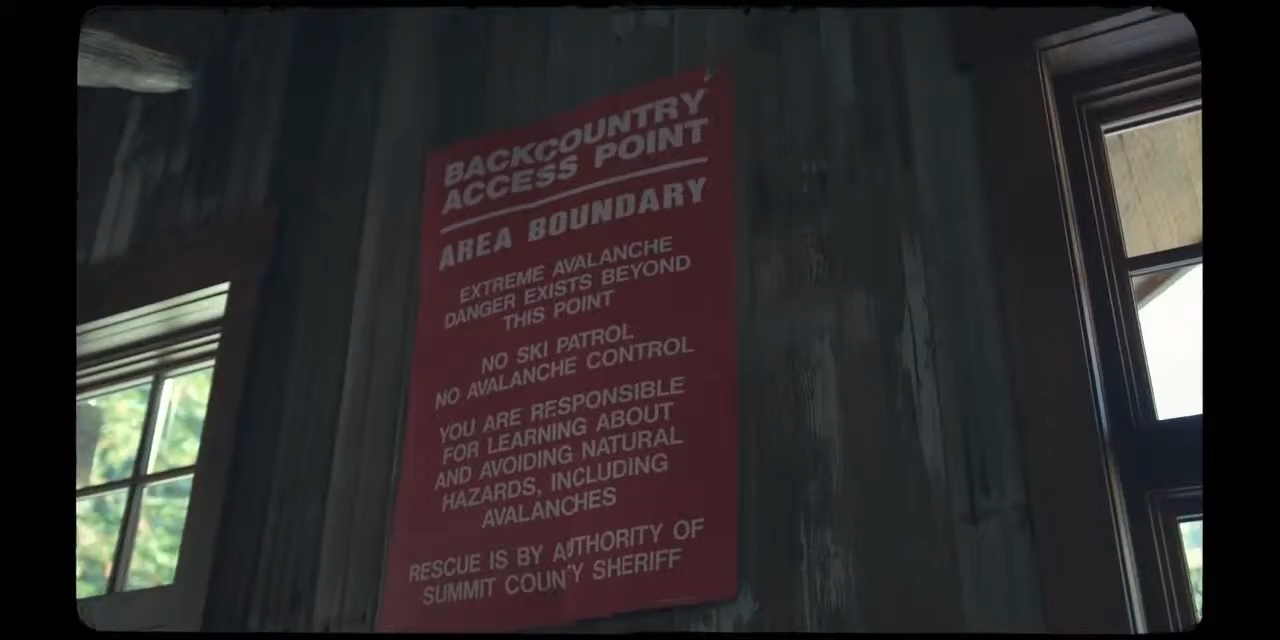 BACKCOUNTRY
ACCESS POINT
AREA BOUNDARY
EXTREME AVALANCHE
DANGER EXISTS BEYOND
THIS POINT
NO SKI PATROL
NO AVALANCHE CONTROL
YOU ARE RESPONSIBLE
FOR LEARNING ABOUT
AND AVOIDING NATURAL
HAZARDS, INCLUDING
AVALANCHES
RESCUE IS BY AUTHORITY OF
SUMMIT COUNTY SHERIFF